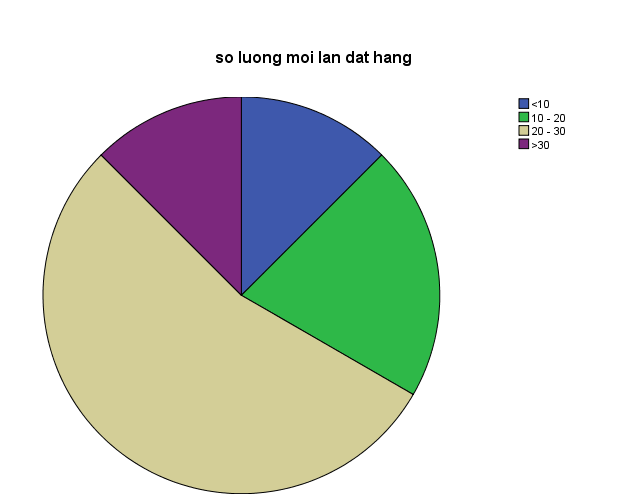 so luong moi lan dat hang
<10
10 - 20
20 - 30
>30